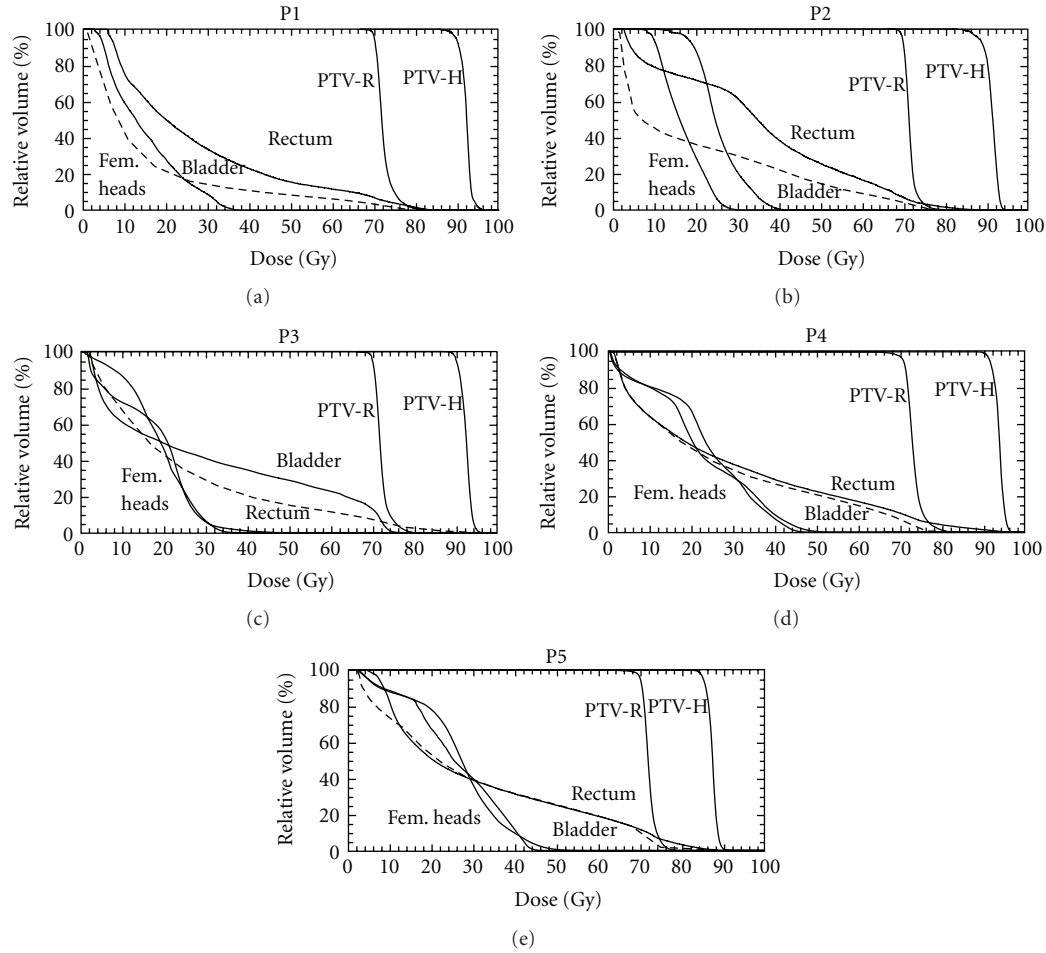 P1
100
80
60
40
20
0
Relative volume (%)
PTV-R
PTV-H
Rectum
Fem.
heads
Bladder
0 10 20 30 40 50 60 70 80 90 100
Dose (Gy)
(a)
P2
100
80
60
40
20
0
Relative volume (%)
PTV-R
PTV-H
Rectum
Fem.
heads
Bladder
0 10 20 30 40 50 60 70 80 90 100
Dose (Gy)
(b)
P3
100
80
60
40
20
0
Relative volume (%)
PTV-R
PTV-H
Bladder
Fem.
heads
Rectum
0 10 20 30 40 50 60 70 80 90 100
Dose (Gy)
(c)
P4
100
80
60
40
20
0
Relative volume (%)
PTV-R
PTV-H
Rectum
Fem. heads
Bladder
0 10 20 30 40 50 60 70 80 90 100
Dose (Gy)
(d)
P5
100
80
60
40
20
0
Relative volume (%)
PTV-R
PTV-H
Rectum
Fem. heads
Bladder
0 10 20 30 40 50 60 70 80 90 100
Dose (Gy)
(e)